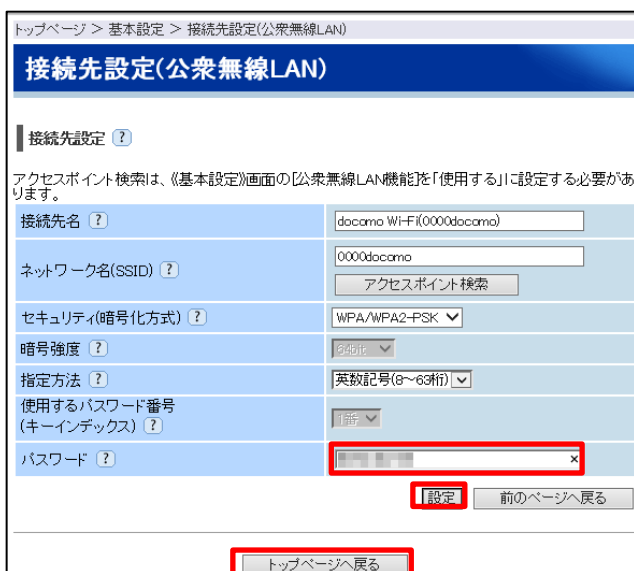 トップページ > 基本設定 > 接続先設定(公衆無線LAN)
接続先設定(公衆無線LAN)
接続先設定 ?
アクセスポイント検索は、《基本設定》画面の[公衆無線LAN機能]を「使用する」に設定する必要があ
ります。
接続先名 ? docomo Wi-Fi(0000docomo)
ネットワーク名(SSID) ? 0000docomo
アクセスポイント検索
セキュリティ(暗号化方式) ? WPA/WPA2-PSK
暗号強度 ? 64bit
指定方法 ? 英数記号(8~63桁)
使用するパスワード番号
(キーインデックス) ? 1番
パスワード ? ×
設定 前のページへ戻る
トップページへ戻る